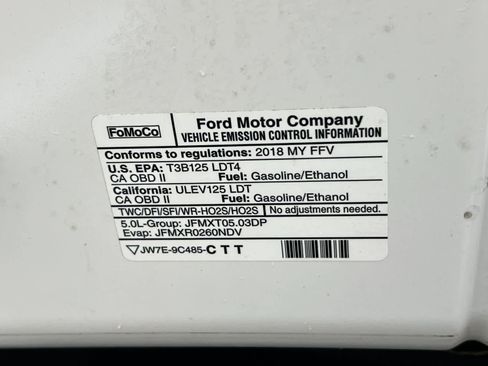 FoMoCo
Ford Motor Company
VEHICLE EMISSION CONTROL INFORMATION
Conforms to regulations: 2018 MY FFV
U.S. EPA: T3B125 LDT4
CA OBD II Fuel: Gasoline/Ethanol
California: ULEV125 LDT
CA OBD II Fuel: Gasoline/Ethanol
TWC/DFI/SFI/WR-HO2S/HO2S No adjustments needed.
5.0L-Group: JFMXT05.03DP
Evap: JFMXR0260NDV
JW7E-9C485-CTT